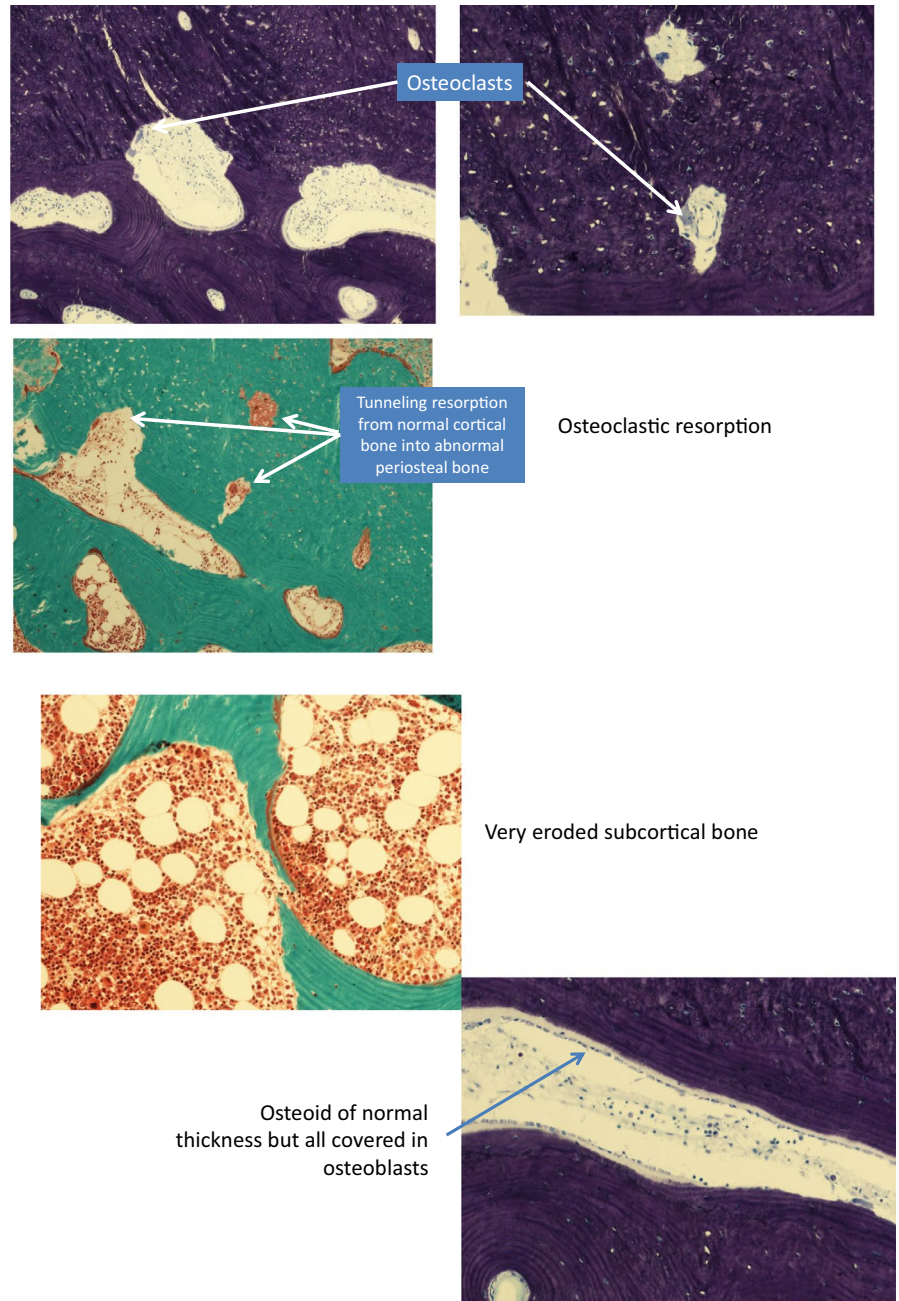 Osteoclasts
Tunneling resorption
from normal cortical
bone into abnormal
periosteal bone
Osteoclastic resorption
Very eroded subcortical bone
Osteoid of normal
thickness but all covered in
osteoblasts